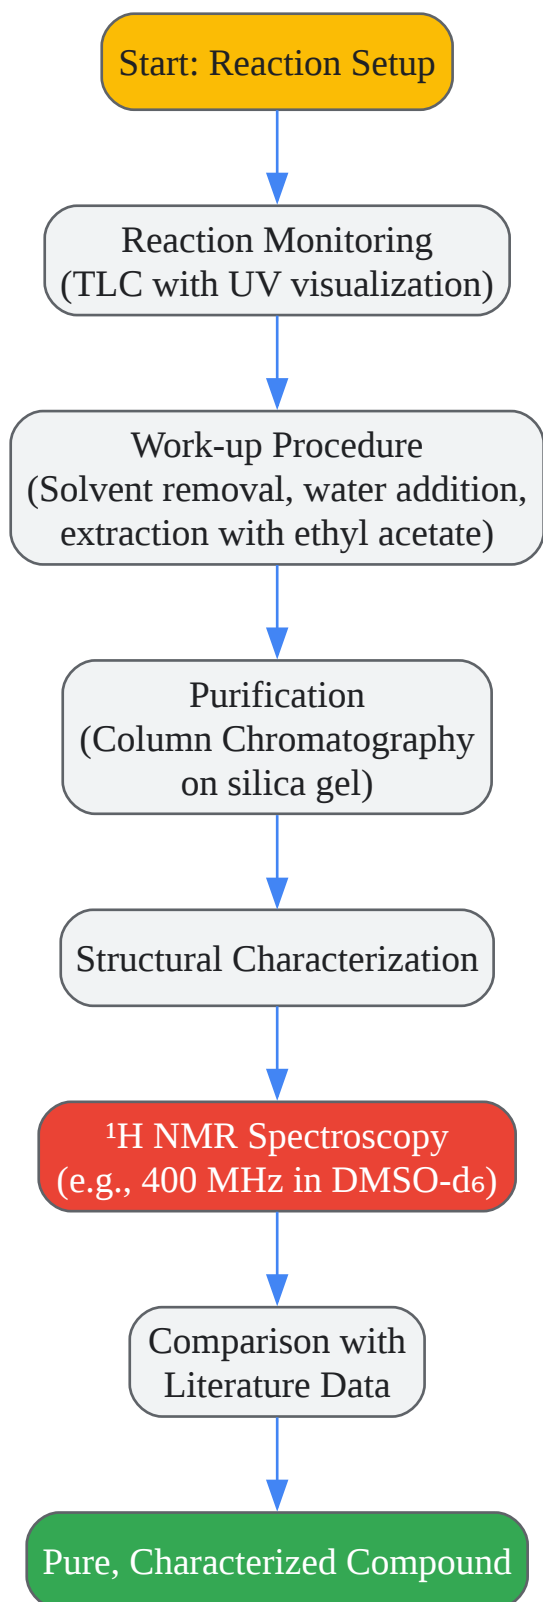 Start: Reaction Setup
Reaction Monitoring
(TLC with UV visualization)
Work-up Procedure
(Solvent removal, water addition,
extraction with ethyl acetate)
Purification
(Column Chromatography
on silica gel)
Structural Characterization
¹H NMR Spectroscopy
(e.g., 400 MHz in DMSO-d₆)
Comparison with
Literature Data
Pure, Characterized Compound